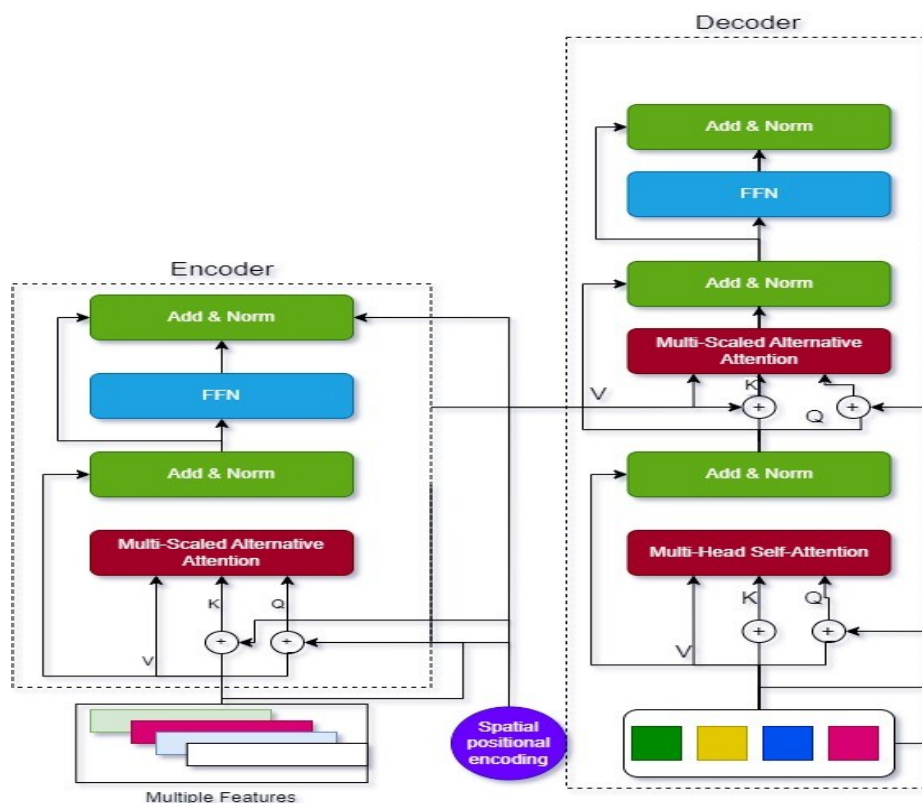 Decoder
Add & Norm
FFN
Add & Norm
Multi-Scaled Alternative
Attention
V
K
Q
Add & Norm
Multi-Head Self-Attention
K
Q
V
Encoder
Add & Norm
FFN
Add & Norm
Multi-Scaled Alternative
Attention
K
Q
V
Spatial
positional
encoding
Multiple Features